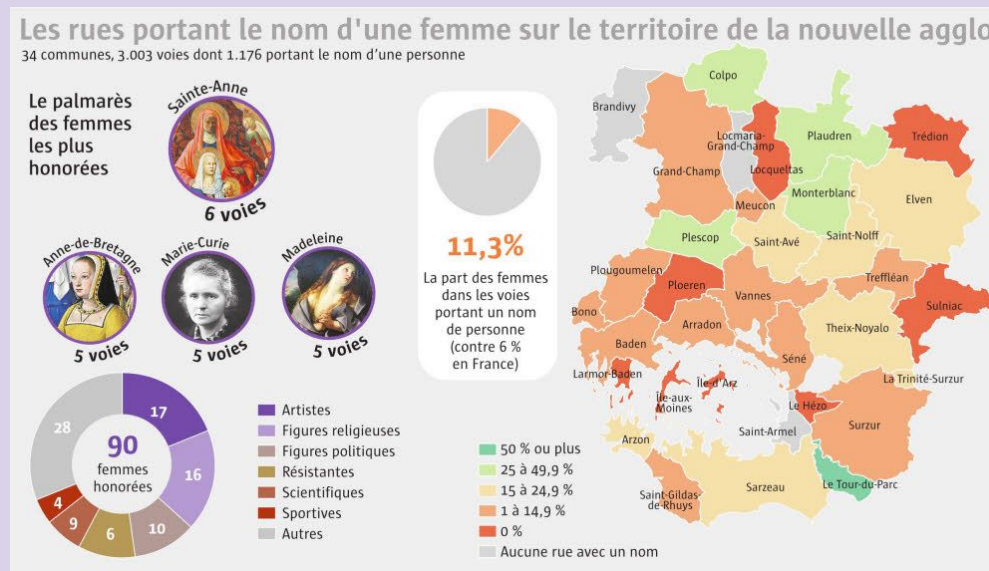 Les rues portant le nom d'une femme sur le territoire de la nouvelle agglo
34 communes, 3.003 voies dont 1.176 portant le nom d'une personne
Le palmarès
des femmes
les plus
honorées
Sainte-Anne
6 voies
Anne-de-Bretagne
5 voies
Marie-Curie
5 voies
Madeleine
5 voies
90
femmes
honorées
17
16
10
6
9
4
28
Artistes
Figures religieuses
Figures politiques
Résistantes
Scientifiques
Sportives
Autres
11,3%
La part des femmes
dans les voies
portant un nom
de personne
(contre 6 %
en France)
Colpo
Brandivy
Locmaria-
Grand-Champ
Plaudren
Trédion
Grand-Champ
Locqueltas
Monterblanc
Elven
Meucon
Plescop
Saint-Avé
Saint-Nolff
Plougoumelen
Ploeren
Vannes
Treffléan
Sulniac
Bono
Arradon
Theix-Noyalo
Baden
Séné
Larmor-Baden
Île-d'Arz
La Trinité-Surzur
Île-aux-
Moines
Le Hézo
Saint-Armel
Surzur
Arzon
Le Tour-du-Parc
Saint-Gildas-
de-Rhuys
Sarzeau
50 % ou plus
25 à 49,9 %
15 à 24,9 %
1 à 14,9 %
0 %
Aucune rue avec un nom